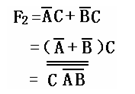 F₂=A̅C+B̅C
=(A̅+B̅)C
=C̿ ̿A̿B̿